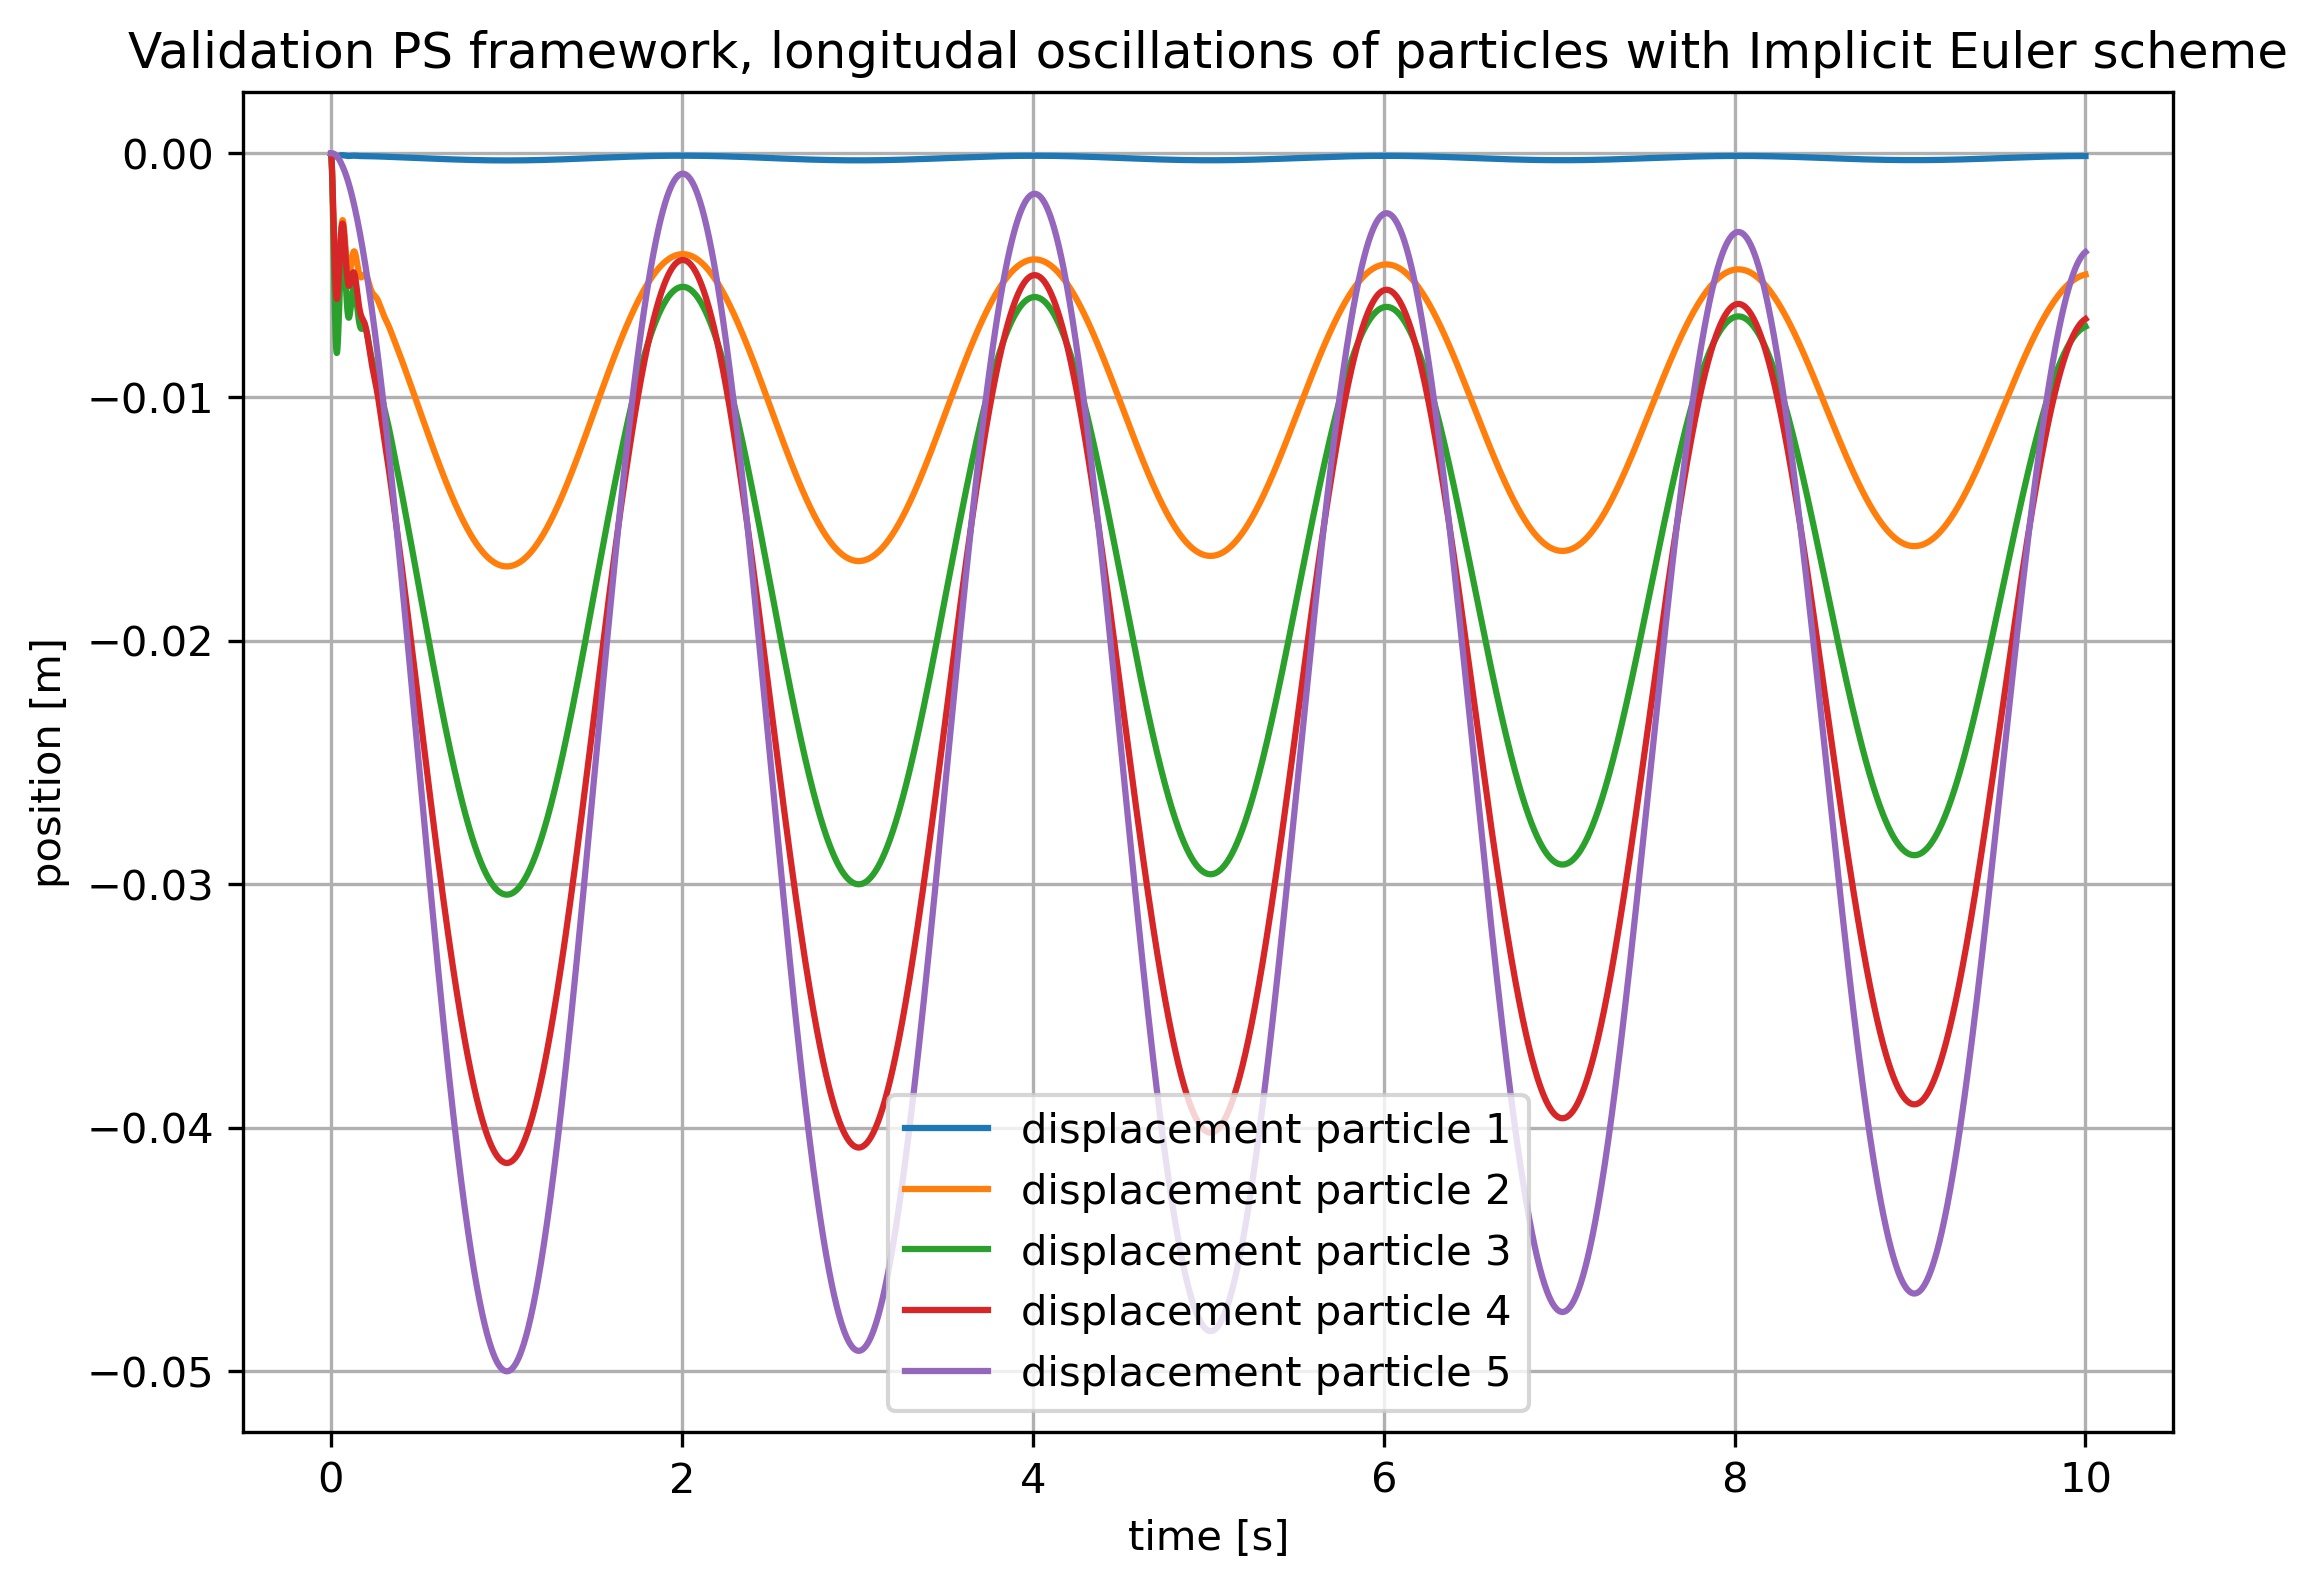 Validation PS framework, longitudal oscillations of particles with Implicit Euler scheme
0.00
−0.01
−0.02
−0.03
−0.04
−0.05
position [m]
displacement particle 1
displacement particle 2
displacement particle 3
displacement particle 4
displacement particle 5
0 2 4 6 8 10
time [s]